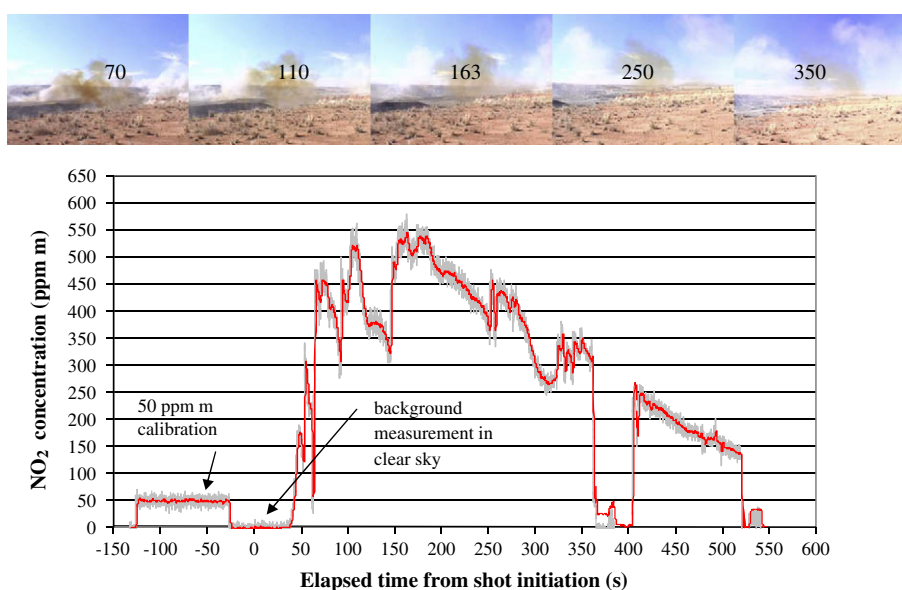 70 110 163 250 350
650
600
550
500
450
400
350
300
250
200
150
100
50
0
NO₂ concentration (ppm m)
50 ppm m
calibration
background
measurement in
clear sky
-150 -100 -50 0 50 100 150 200 250 300 350 400 450 500 550 600
Elapsed time from shot initiation (s)